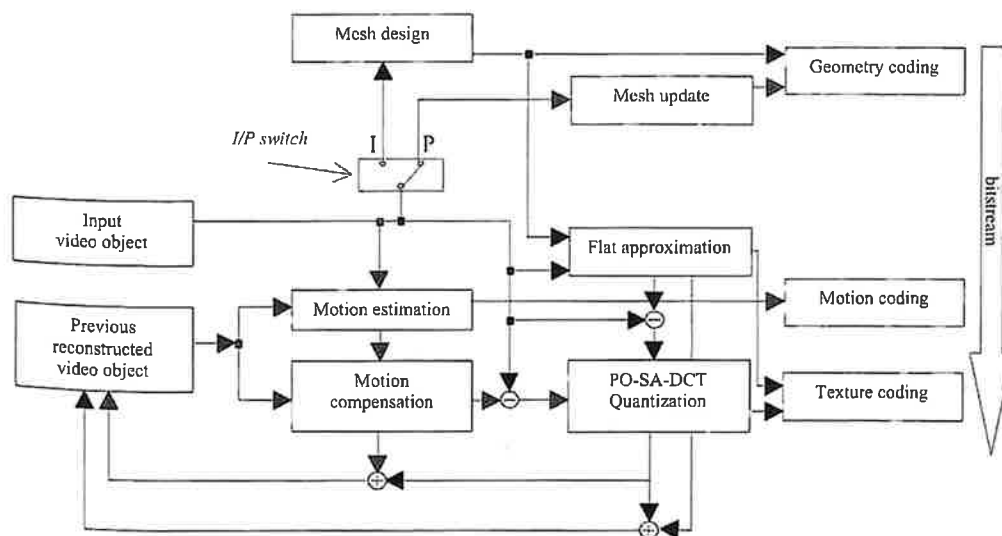 Mesh design
Geometry coding
Mesh update
I
P
I/P switch
Input
video object
Flat approximation
bitstream
Motion estimation
Motion coding
Previous
reconstructed
video object
Motion
compensation
PO-SA-DCT
Quantization
Texture coding